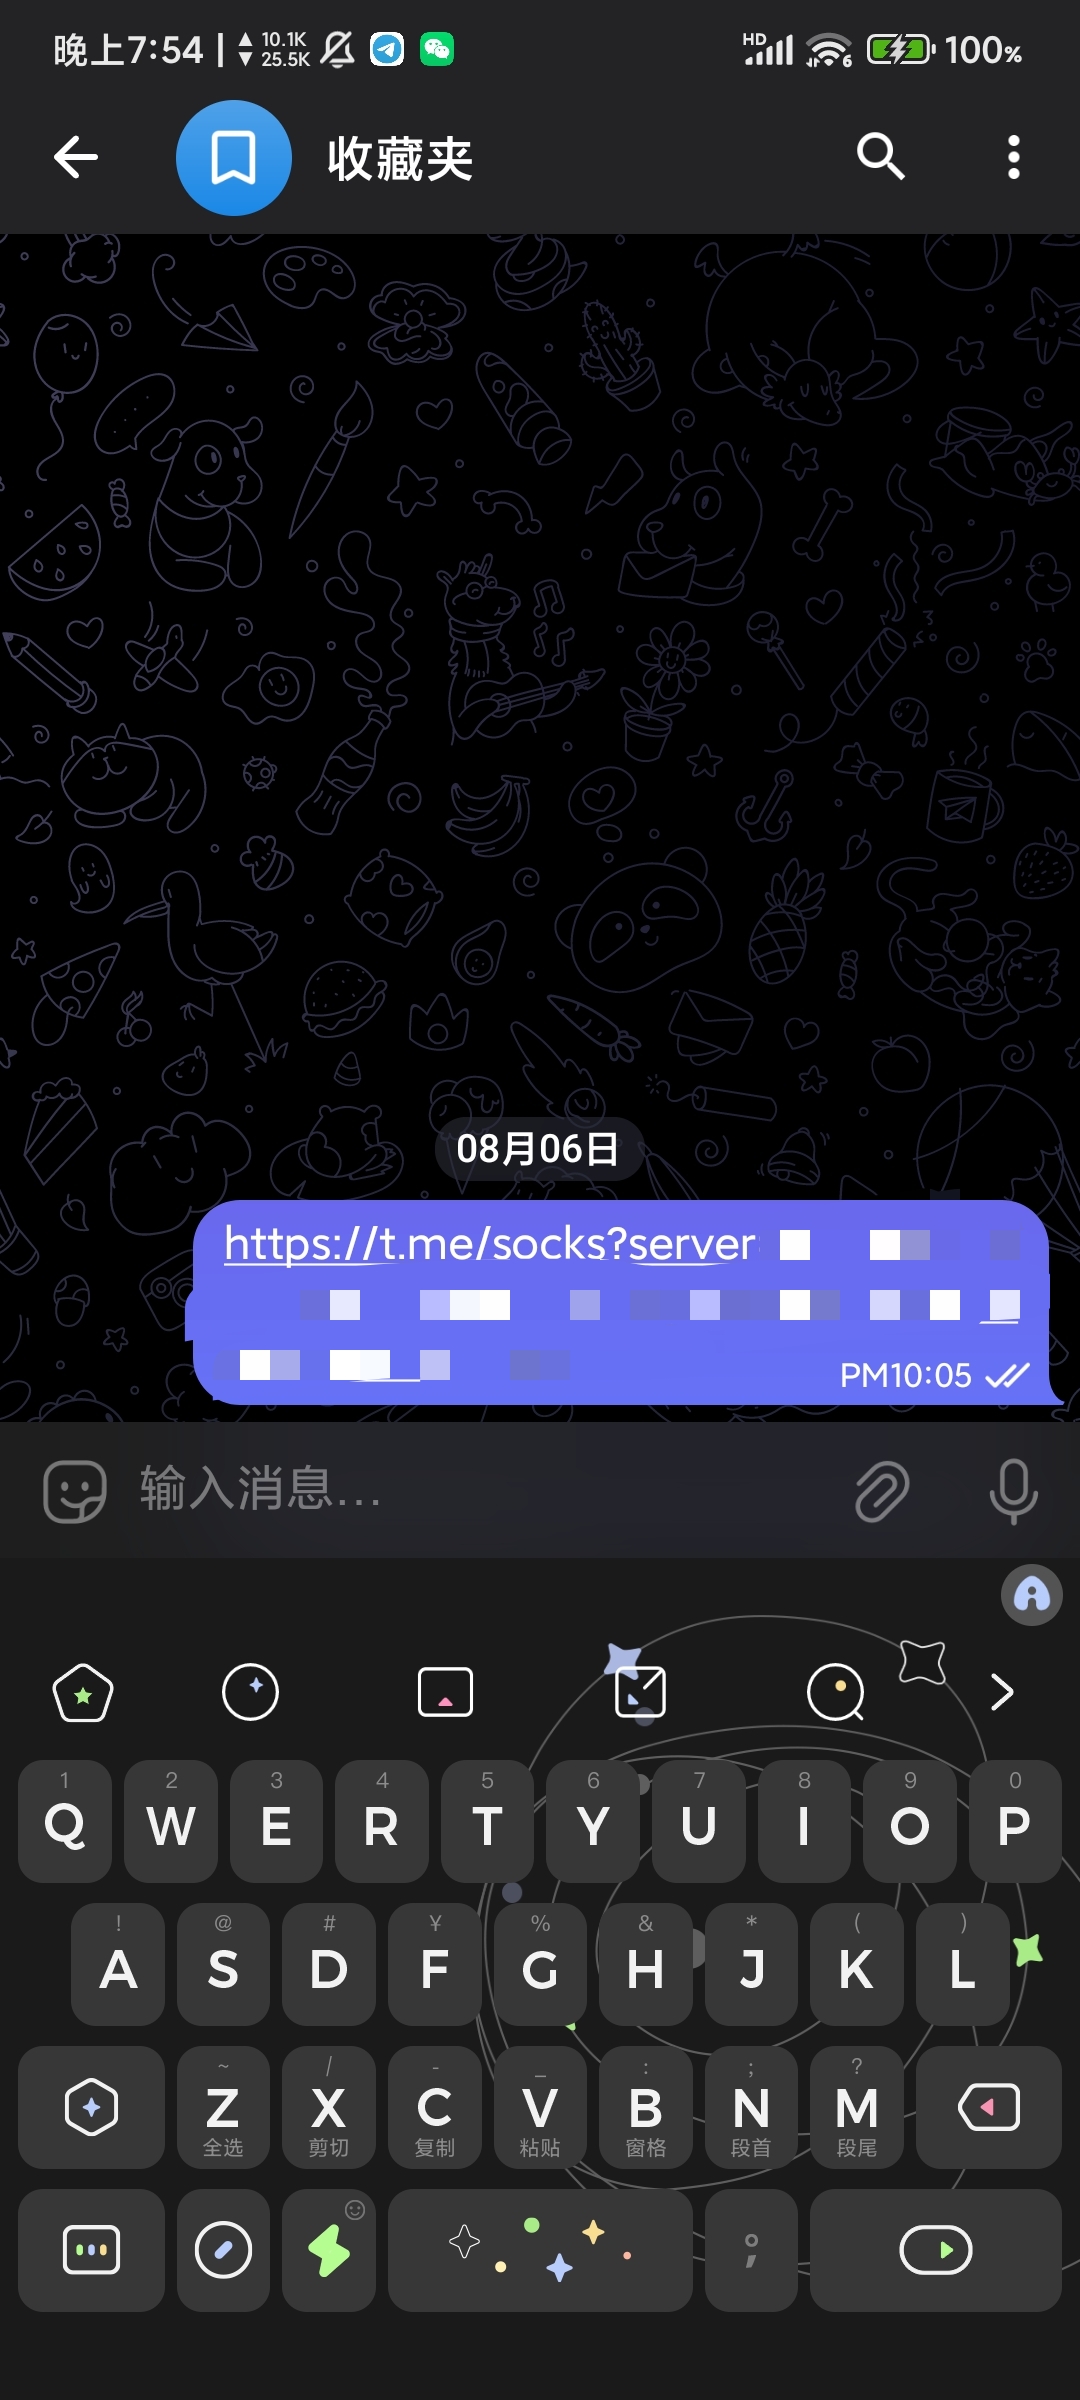 晚上7:54 | 10.1K
25.5K
HD
6
100%
收藏夹
08月06日
https://t.me/socks?server
PM10:05
输入消息...
1 2 3 4 5 6 7 8 9 0
Q W E R T Y U I O P
! @ # ¥ % & * ( )
A S D F G H J K L
~ / - _ : ; ?
Z X C V B N M
全选 剪切 复制 粘贴 窗格 段首 段尾